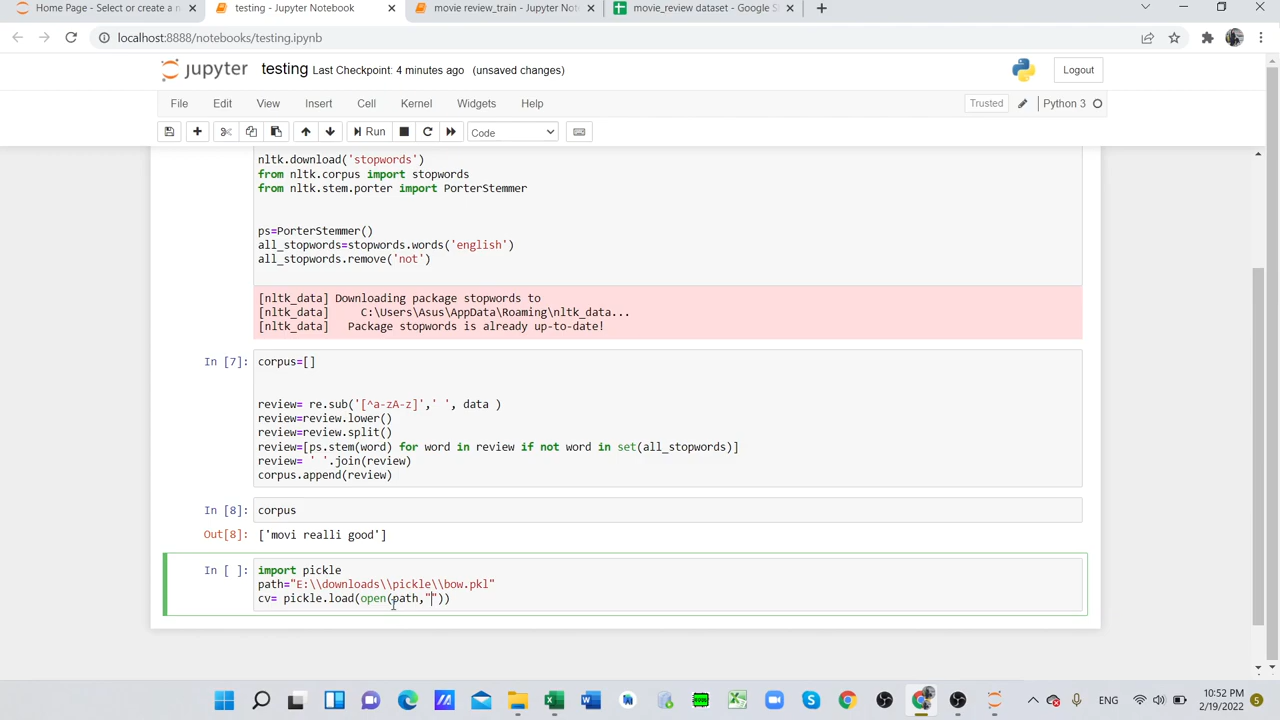 Home Page - Select or create a n
testing - Jupyter Notebook
movie review_train - Jupyter Not
movie_review dataset - Google S
localhost:8888/notebooks/testing.ipynb
jupyter testing Last Checkpoint: 4 minutes ago (unsaved changes)
Logout
File Edit View Insert Cell Kernel Widgets Help
Trusted
Python 3
Run
Code
nltk.download('stopwords')
from nltk.corpus import stopwords
from nltk.stem.porter import PorterStemmer
ps=PorterStemmer()
all_stopwords=stopwords.words('english')
all_stopwords.remove('not')
[nltk_data] Downloading package stopwords to
[nltk_data]     C:\Users\Asus\AppData\Roaming\nltk_data...
[nltk_data]   Package stopwords is already up-to-date!
In [7]: corpus=[]
review= re.sub('[^a-zA-z]',' ', data )
review=review.lower()
review=review.split()
review=[ps.stem(word) for word in review if not word in set(all_stopwords)]
review= ' '.join(review)
corpus.append(review)
In [8]: corpus
Out[8]: ['movi realli good']
In [ ]: import pickle
path="E:\\downloads\\pickle\\bow.pkl"
cv= pickle.load(open(path,""))
ENG
10:52 PM
2/19/2022
5